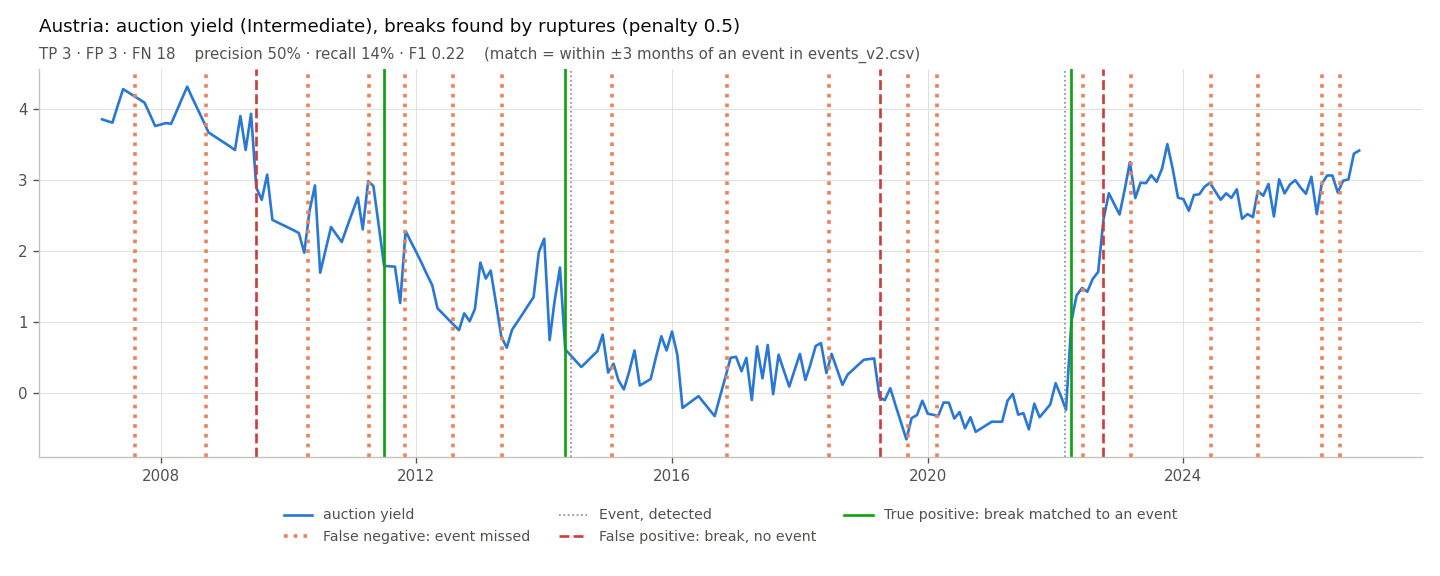 Austria: auction yield (Intermediate), breaks found by ruptures (penalty 0.5)
TP 3 · FP 3 · FN 18    precision 50% · recall 14% · F1 0.22    (match = within ±3 months of an event in events_v2.csv)
4
3
2
1
0
2008 2012 2016 2020 2024
auction yield
False negative: event missed
Event, detected
False positive: break, no event
True positive: break matched to an event